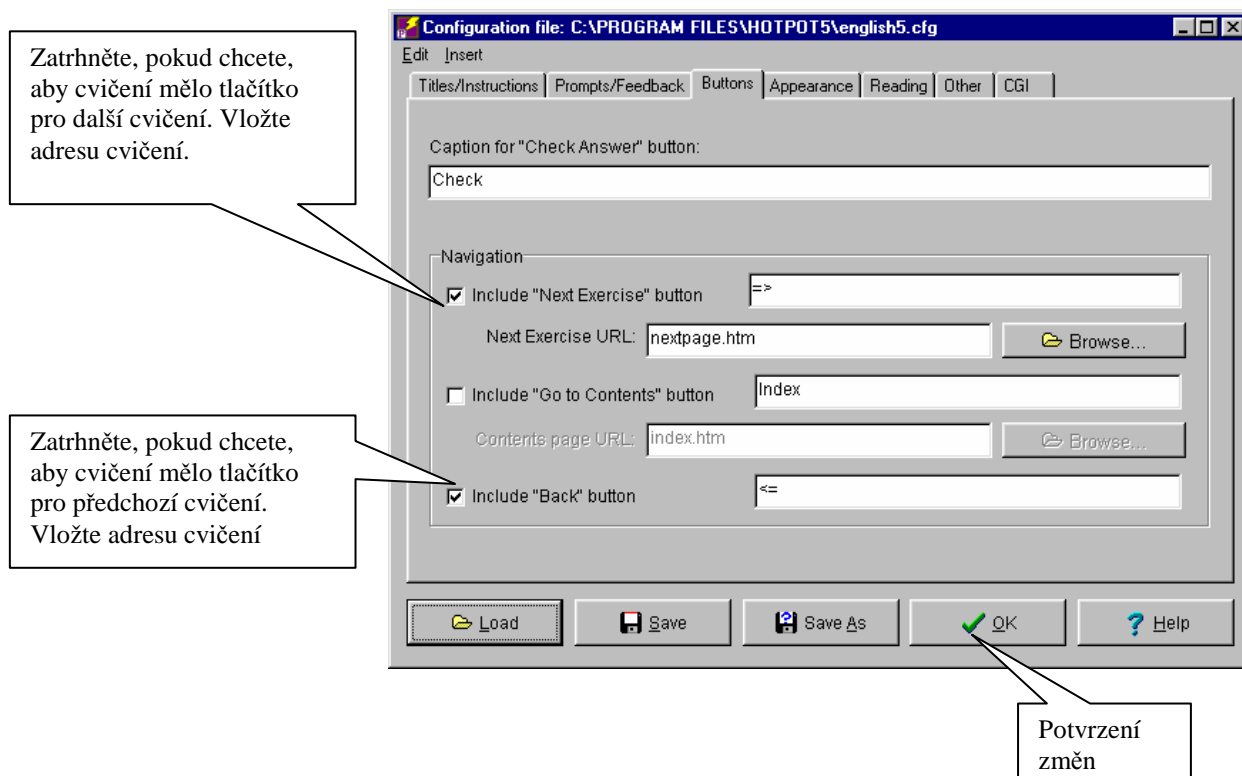 Configuration file: C:\PROGRAM FILES\HOTPOT5\english5.cfg
Edit Insert
Titles/Instructions Prompts/Feedback Buttons Appearance Reading Other CGI
Zatrhněte, pokud chcete,
aby cvičení mělo tlačítko
pro další cvičení. Vložte
adresu cvičení.
Caption for "Check Answer" button:
Check
Navigation
Include "Next Exercise" button =>
Next Exercise URL: nextpage.htm Browse...
Include "Go to Contents" button Index
Contents page URL: index.htm Browse...
Zatrhněte, pokud chcete,
aby cvičení mělo tlačítko
pro předchozí cvičení.
Vložte adresu cvičení
Include "Back" button <=
Load Save Save As OK Help
Potvrzení
změn